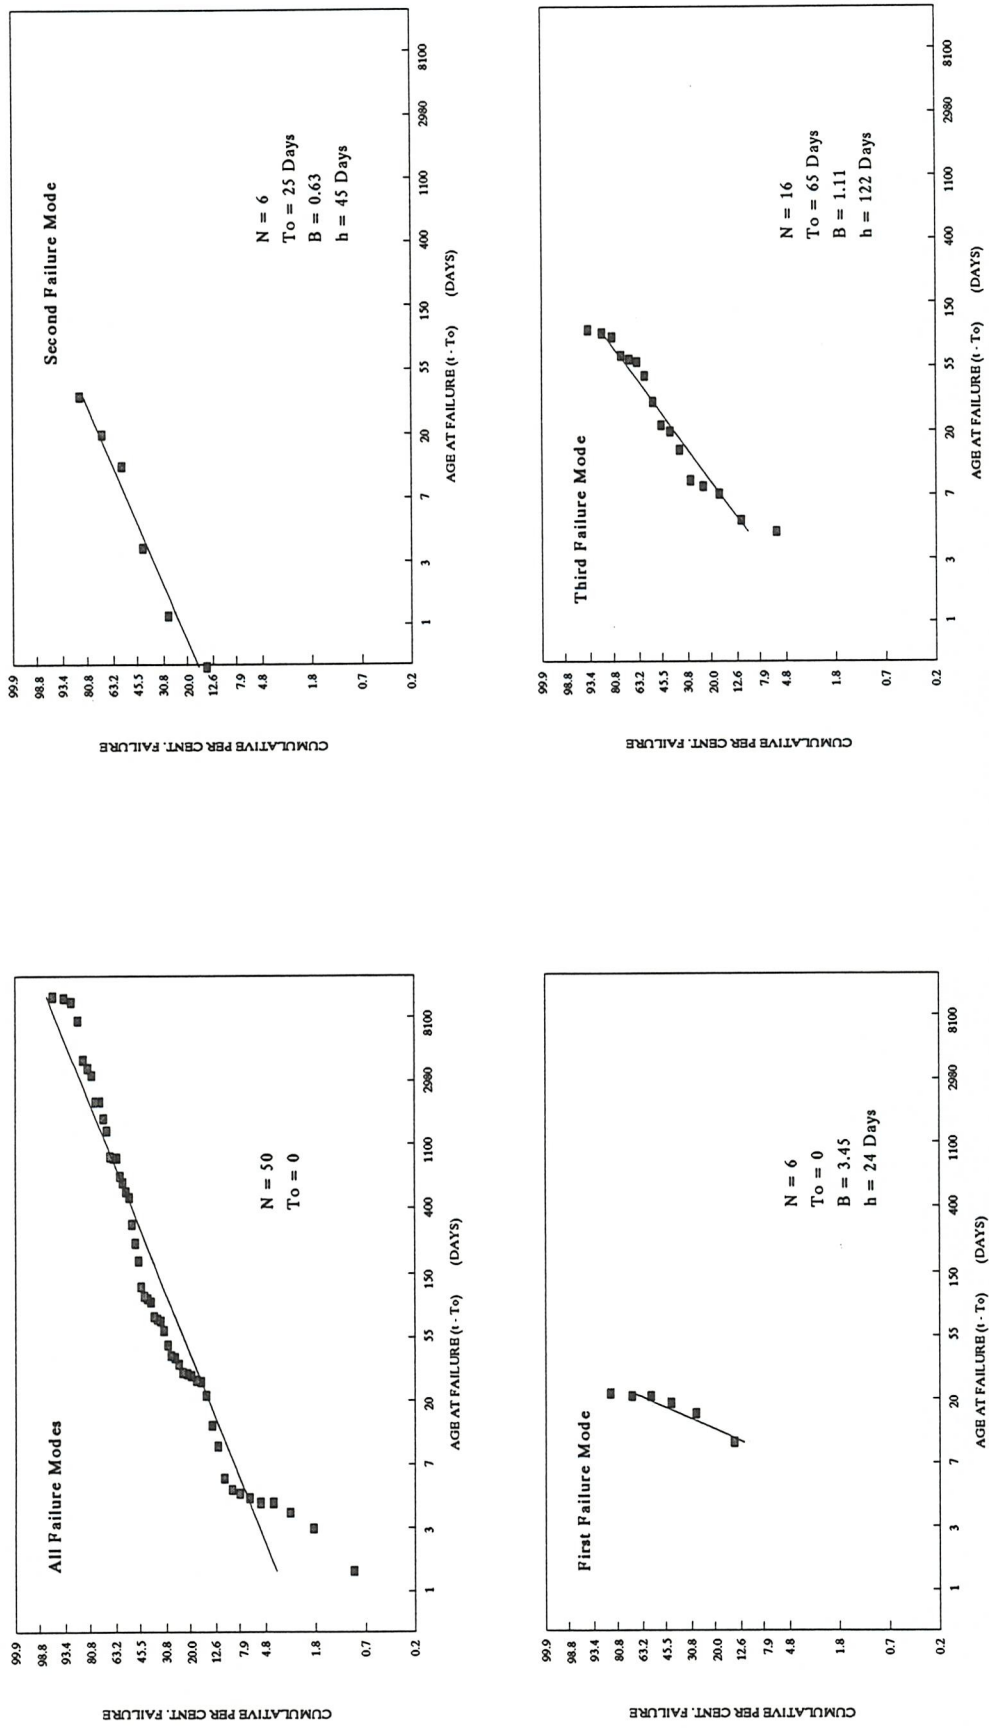 All Failure Modes
N = 50
To = 0
CUMULATIVE PER CENT. FAILURE
99.9
98.8
93.4
80.8
63.2
45.5
30.8
20.0
12.6
7.9
4.8
1.8
0.7
0.2
1 3 7 20 55 150 400 1100 2980 8100
AGE AT FAILURE (t - To) (DAYS)
Second Failure Mode
N = 6
To = 25 Days
B = 0.63
h = 45 Days
CUMULATIVE PER CENT. FAILURE
99.9
98.8
93.4
80.8
63.2
45.5
30.8
20.0
12.6
7.9
4.8
1.8
0.7
0.2
1 3 7 20 55 150 400 1100 2980 8100
AGE AT FAILURE (t - To) (DAYS)
First Failure Mode
N = 6
To = 0
B = 3.45
h = 24 Days
CUMULATIVE PER CENT. FAILURE
99.9
98.8
93.4
80.8
63.2
45.5
30.8
20.0
12.6
7.9
4.8
1.8
0.7
0.2
1 3 7 20 55 150 400 1100 2980 8100
AGE AT FAILURE (t - To) (DAYS)
Third Failure Mode
N = 16
To = 65 Days
B = 1.11
h = 122 Days
CUMULATIVE PER CENT. FAILURE
99.9
98.8
93.4
80.8
63.2
45.5
30.8
20.0
12.6
7.9
4.8
1.8
0.7
0.2
1 3 7 20 55 150 400 1100 2980 8100
AGE AT FAILURE (t - To) (DAYS)